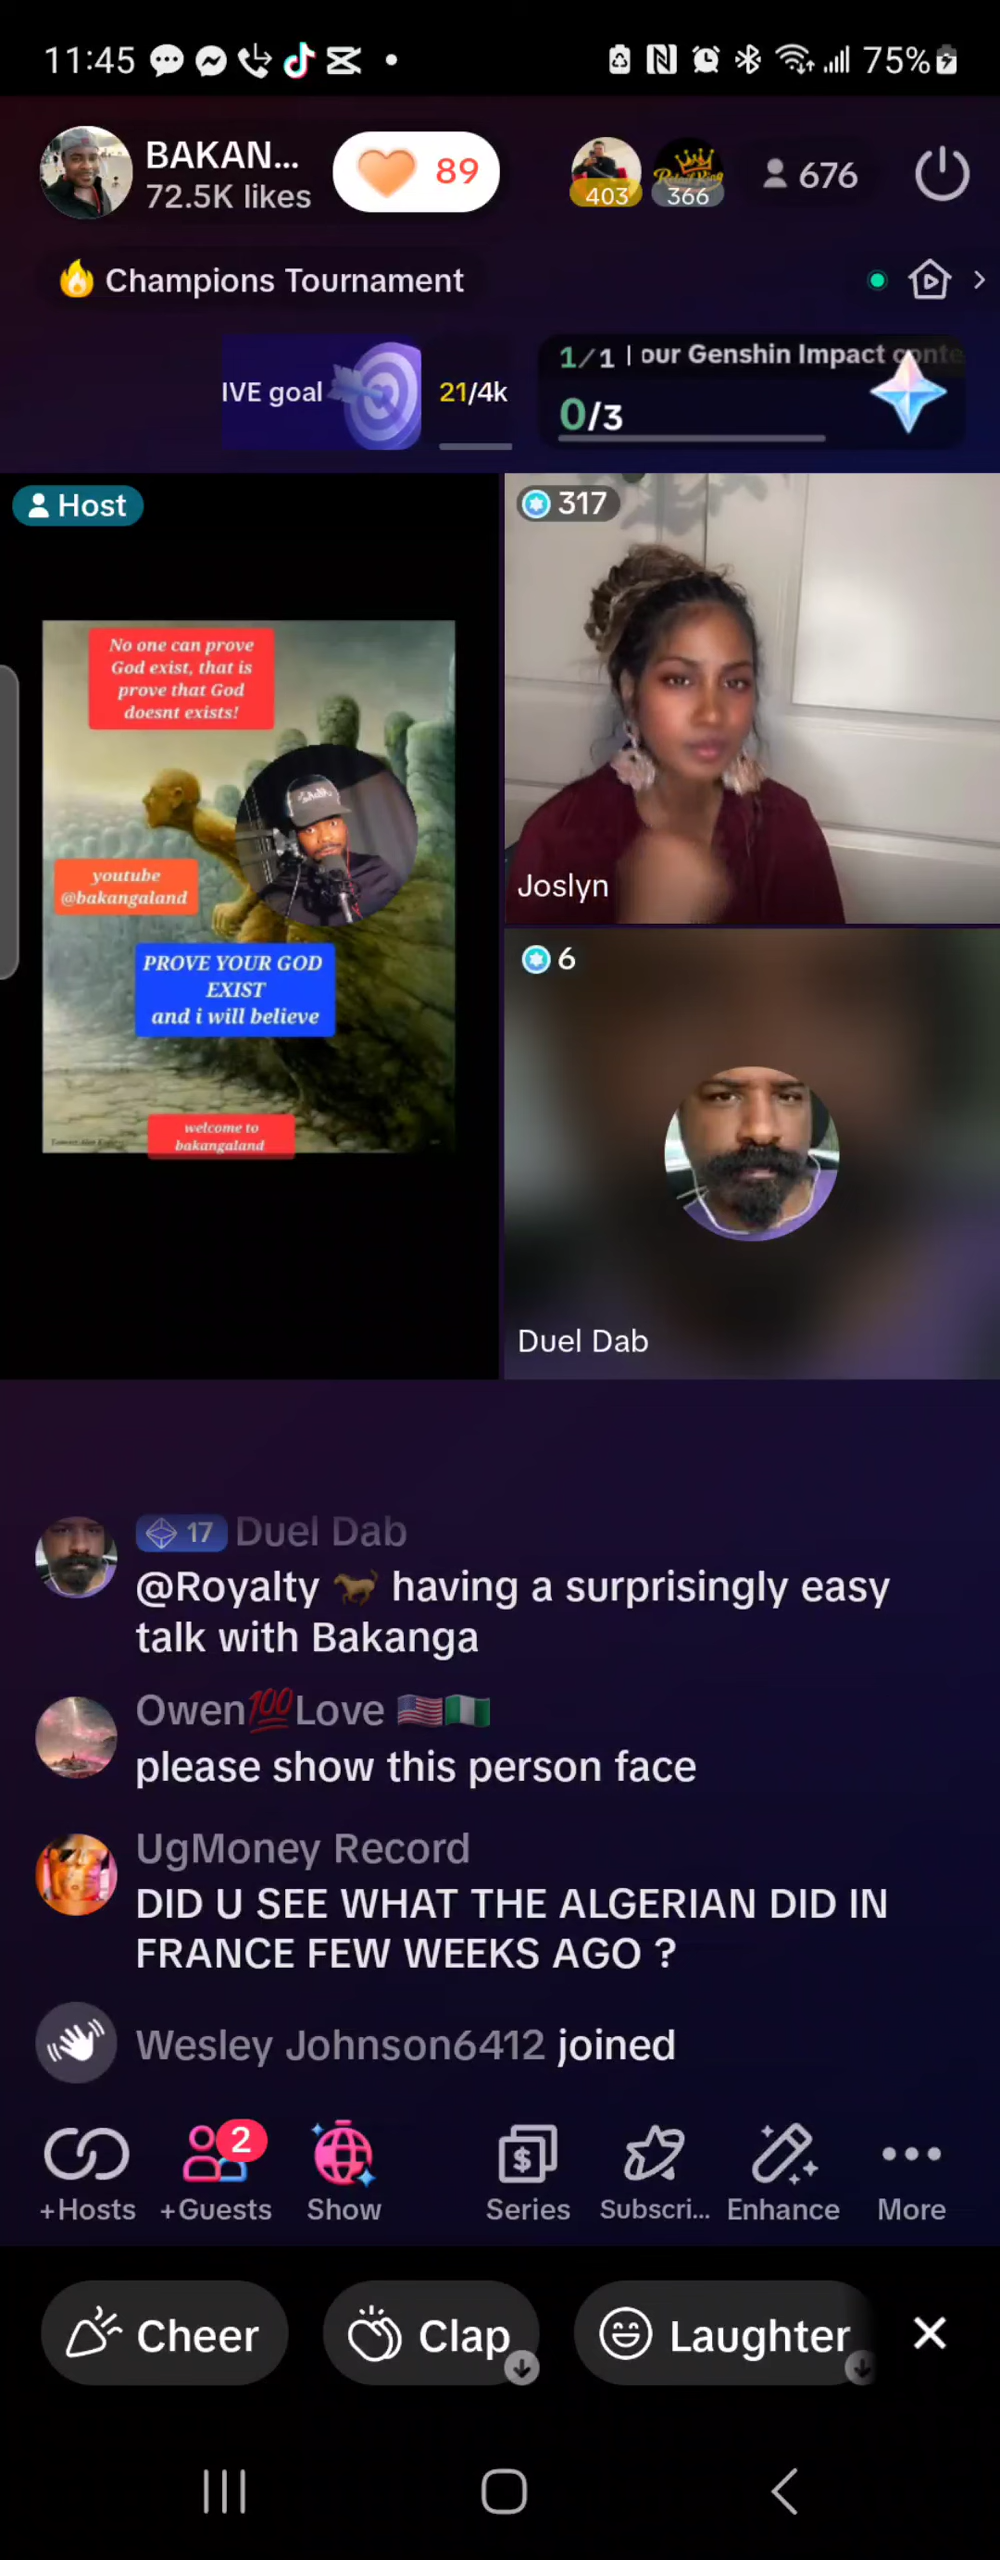 11:45
75%
BAKAN...
72.5K likes
89
403
366
676
🔥 Champions Tournament
IVE goal
21/4k
1/1 | our Genshin Impact conte
0/3
Host
No one can prove
God exist, that is
prove that God
doesnt exists!
youtube
@bakangaland
PROVE YOUR GOD
EXIST
and i will believe
welcome to
bakangaland
317
Joslyn
6
Duel Dab
17 Duel Dab
@Royalty 🐎 having a surprisingly easy
talk with Bakanga
Owen💯Love 🇺🇸🇳🇬
please show this person face
UgMoney Record
DID U SEE WHAT THE ALGERIAN DID IN
FRANCE FEW WEEKS AGO ?
Wesley Johnson6412 joined
2
+Hosts
+Guests
Show
Series
Subscri...
Enhance
More
Cheer
Clap
Laughter